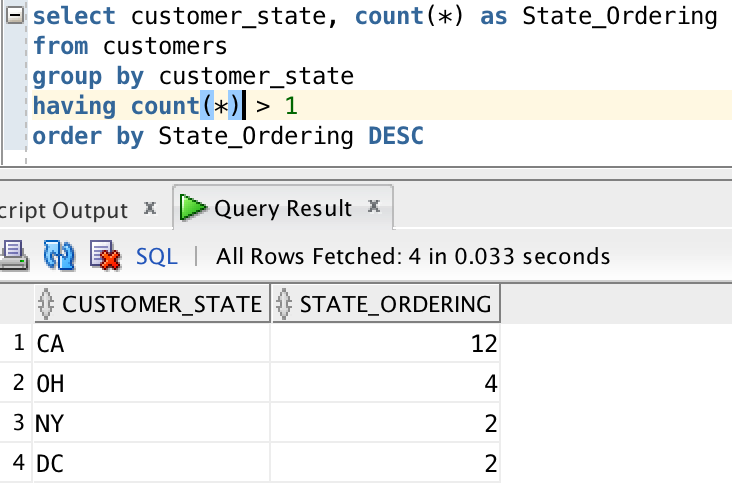 select customer_state, count(*) as State_Ordering
from customers
group by customer_state
having count(*) > 1
order by State_Ordering DESC
cript Output x Query Result x
SQL | All Rows Fetched: 4 in 0.033 seconds
CUSTOMER_STATE STATE_ORDERING
1 CA 12
2 OH 4
3 NY 2
4 DC 2